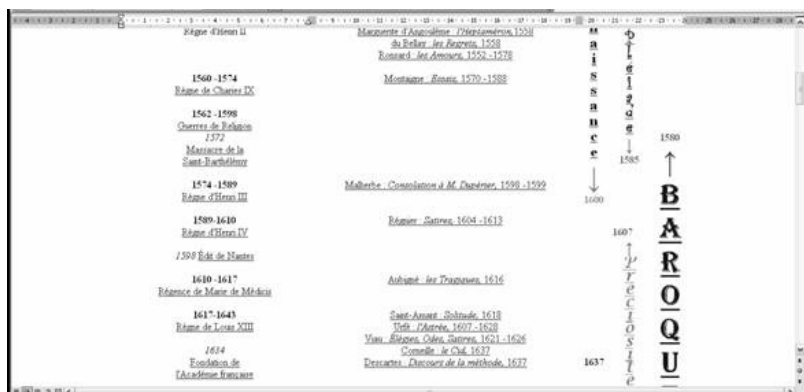 Règne d'Henri II
Marguerite d'Angoulême : l'Heptaméron, 1558
du Bellay : les Regrets, 1558
Ronsard : les Amours, 1552 -1578
1560 -1574
Règne de Charles IX
Montaigne : Essais, 1570 -1588
1562 -1598
Guerres de Religion
1572
Massacre de la
Saint-Barthélémy
1574 -1589
Règne d'Henri III
Malherbe : Consolation à M. Dupérier, 1598 -1599
1589-1610
Règne d'Henri IV
Régnier : Satires, 1604 -1613
1598 Édit de Nantes
1610 -1617
Régence de Marie de Médicis
Aubigné : les Tragiques, 1616
1617-1643
Règne de Louis XIII
Saint-Amant : Solitude, 1618
Urfé : l'Astrée, 1607 -1628
Viau : Élégies, Odes, Satires, 1621 -1626
Corneille : le Cid, 1637
Descartes : Discours de la méthode, 1637
1634
Fondation de
l'Académie française
naissance
1600
Pléiade
1585
1607
Préciosité
1637
1580
BAROQU